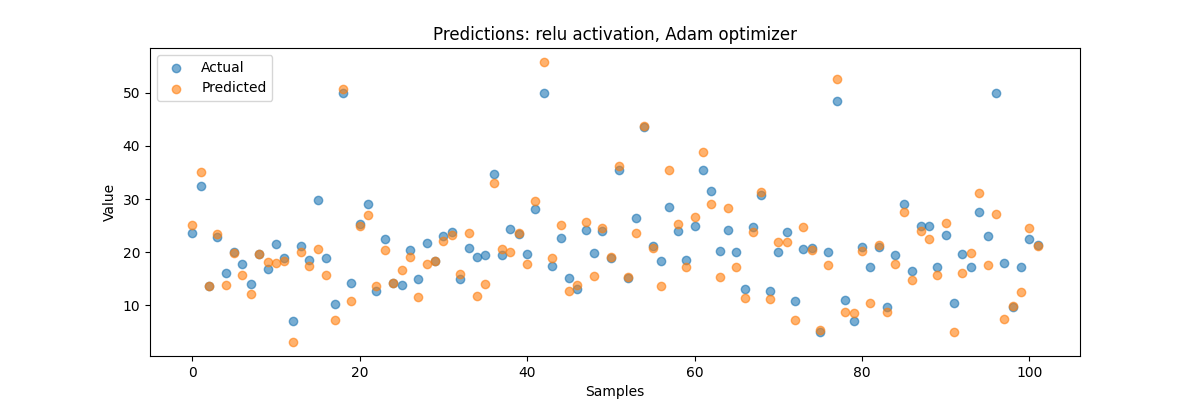 Predictions: relu activation, Adam optimizer
Actual
Predicted
50
40
30
20
10
Value
0 20 40 60 80 100
Samples